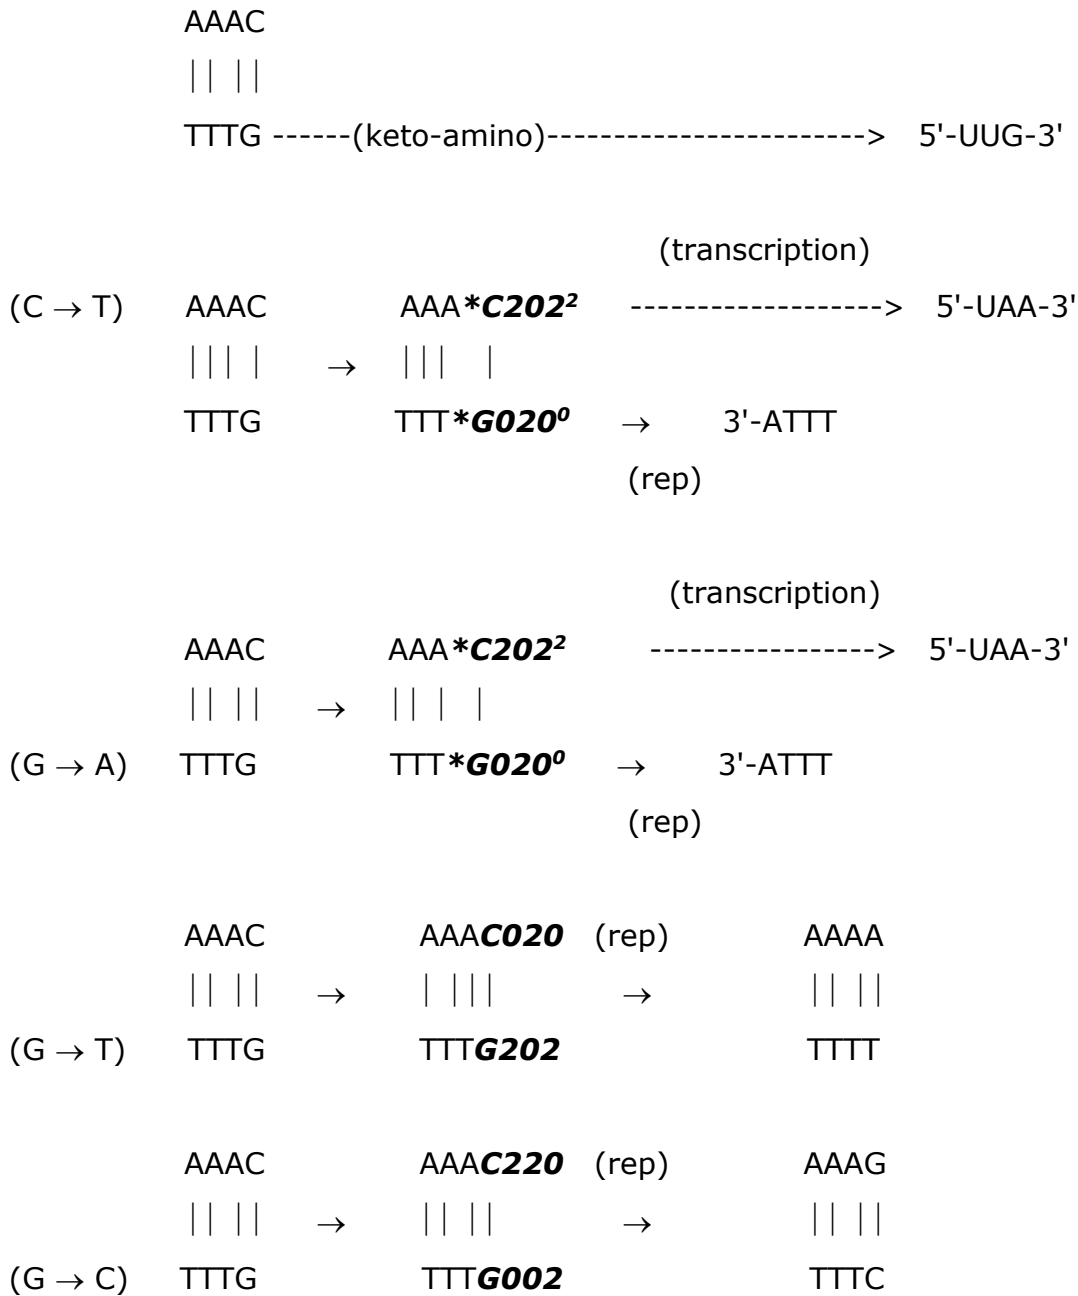 AAAC
|| ||
TTTG ------(keto-amino)-----------------------> 5'-UUG-3'
(transcription)
(C → T) AAAC AAA*C202² -------------------> 5'-UAA-3'
||| | → ||| |
TTTG TTT*G020⁰ → 3'-ATTT
(rep)
(transcription)
AAAC AAA*C202² -----------------> 5'-UAA-3'
|| || → || | |
(G → A) TTTG TTT*G020⁰ → 3'-ATTT
(rep)
AAAC AAAC020 (rep) AAAA
|| || → | ||| → || ||
(G → T) TTTG TTTG202 TTTT
AAAC AAAC220 (rep) AAAG
|| || → || || → || ||
(G → C) TTTG TTTG002 TTTC